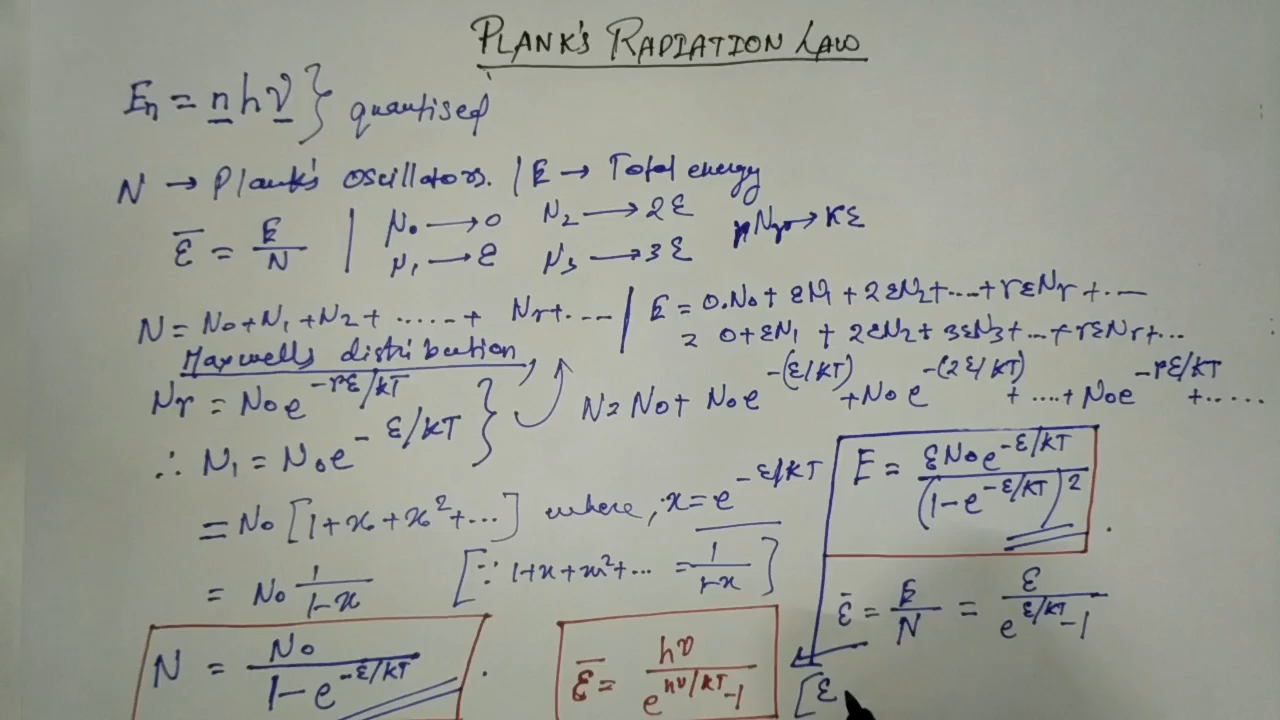 PLANK'S RADIATION LAW
Eₙ = nhν } quantised
N → Plank's oscillators. | E → Total energy
ε̅ = E/N | N₀ → 0 N₂ → 2ε Nᵣ → rε
N₁ → ε N₃ → 3ε
N = N₀+N₁+N₂+ ......+ Nᵣ+.... | E = 0.N₀ + εN₁ + 2εN₂+....+rεNᵣ+....
= 0+εN₁ + 2εN₂+3εN₃+...+rεNᵣ+...
Maxwells distribution
Nᵣ = N₀e^{-rε/kT}
N = N₀ + N₀e^{-(ε/kT)} + N₀e^{-(2ε/kT)} + ....+N₀e^{-rε/kT} +.....
∴ N₁ = N₀e^{-ε/kT} }
= N₀ [1+x+x²+...] where, x = e^{-ε/kT}
= N₀ 1/1-x [∵ 1+x+x²+... = 1/1-x]
N = N₀/1-e^{-ε/kT}.
ε̅ = hν/e^{hν/kT}-1
E = εN₀e^{-ε/kT}/(1-e^{-ε/kT})².
ε̅ = E/N = ε/e^{ε/kT}-1
[ε